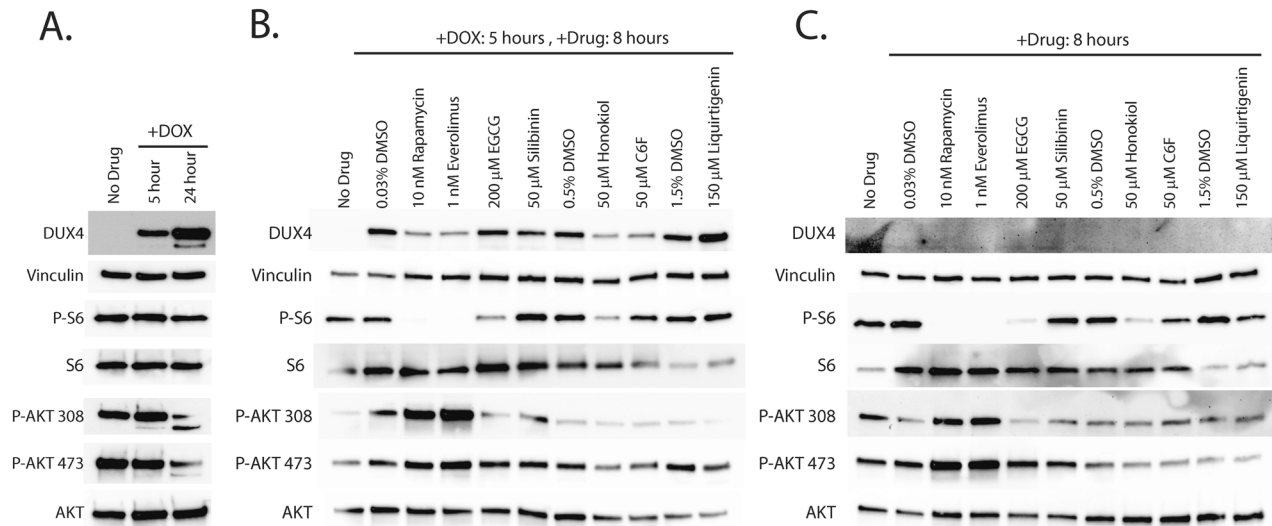 A.
+DOX
No Drug
5 hour
24 hour
DUX4
Vinculin
P-S6
S6
P-AKT 308
P-AKT 473
AKT
B.
+DOX: 5 hours , +Drug: 8 hours
No Drug
0.03% DMSO
10 nM Rapamycin
1 nM Everolimus
200 µM EGCG
50 µM Silibinin
0.5% DMSO
50 µM Honokiol
50 µM C6F
1.5% DMSO
150 µM Liquirtigenin
DUX4
Vinculin
P-S6
S6
P-AKT 308
P-AKT 473
AKT
C.
+Drug: 8 hours
No Drug
0.03% DMSO
10 nM Rapamycin
1 nM Everolimus
200 µM EGCG
50 µM Silibinin
0.5% DMSO
50 µM Honokiol
50 µM C6F
1.5% DMSO
150 µM Liquirtigenin
DUX4
Vinculin
P-S6
S6
P-AKT 308
P-AKT 473
AKT